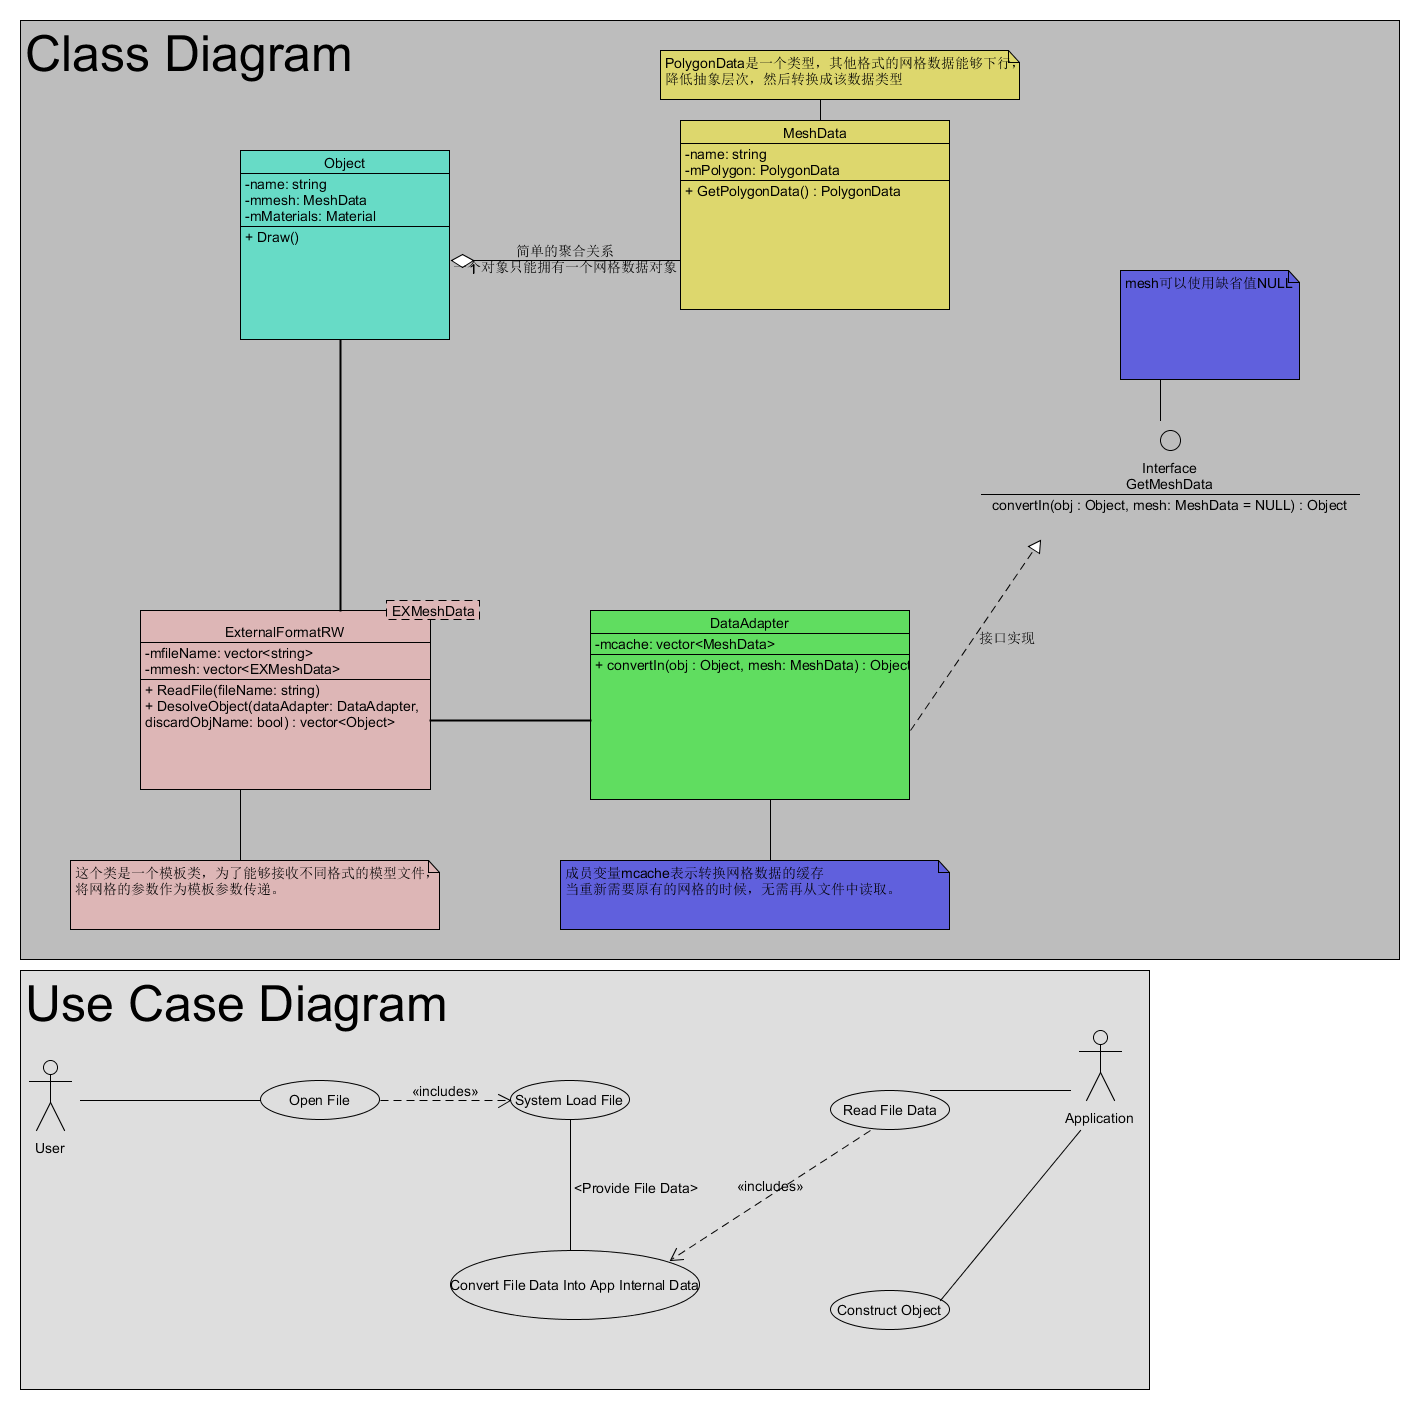 Class Diagram
PolygonData是一个类型，其他格式的网格数据能够下行，
降低抽象层次，然后转换成该数据类型
MeshData
-name: string
-mPolygon: PolygonData
+ GetPolygonData() : PolygonData
Object
-name: string
-mmesh: MeshData
-mMaterials: Material
+ Draw()
简单的聚合关系
一个对象只能拥有一个网格数据对象
mesh可以使用缺省值NULL
Interface
GetMeshData
convertIn(obj : Object, mesh: MeshData = NULL) : Object
接口实现
EXMeshData
ExternalFormatRW
-mfileName: vector<string>
-mmesh: vector<EXMeshData>
+ ReadFile(fileName: string)
+ DesolveObject(dataAdapter: DataAdapter,
discardObjName: bool) : vector<Object>
DataAdapter
-mcache: vector<MeshData>
+ convertIn(obj : Object, mesh: MeshData) : Object
这个类是一个模板类，为了能够接收不同格式的模型文件，
将网格的参数作为模板参数传递。
成员变量mcache表示转换网格数据的缓存
当重新需要原有的网格的时候，无需再从文件中读取。
Use Case Diagram
User
Open File
«includes»
System Load File
Read File Data
Application
<Provide File Data>
«includes»
Convert File Data Into App Internal Data
Construct Object